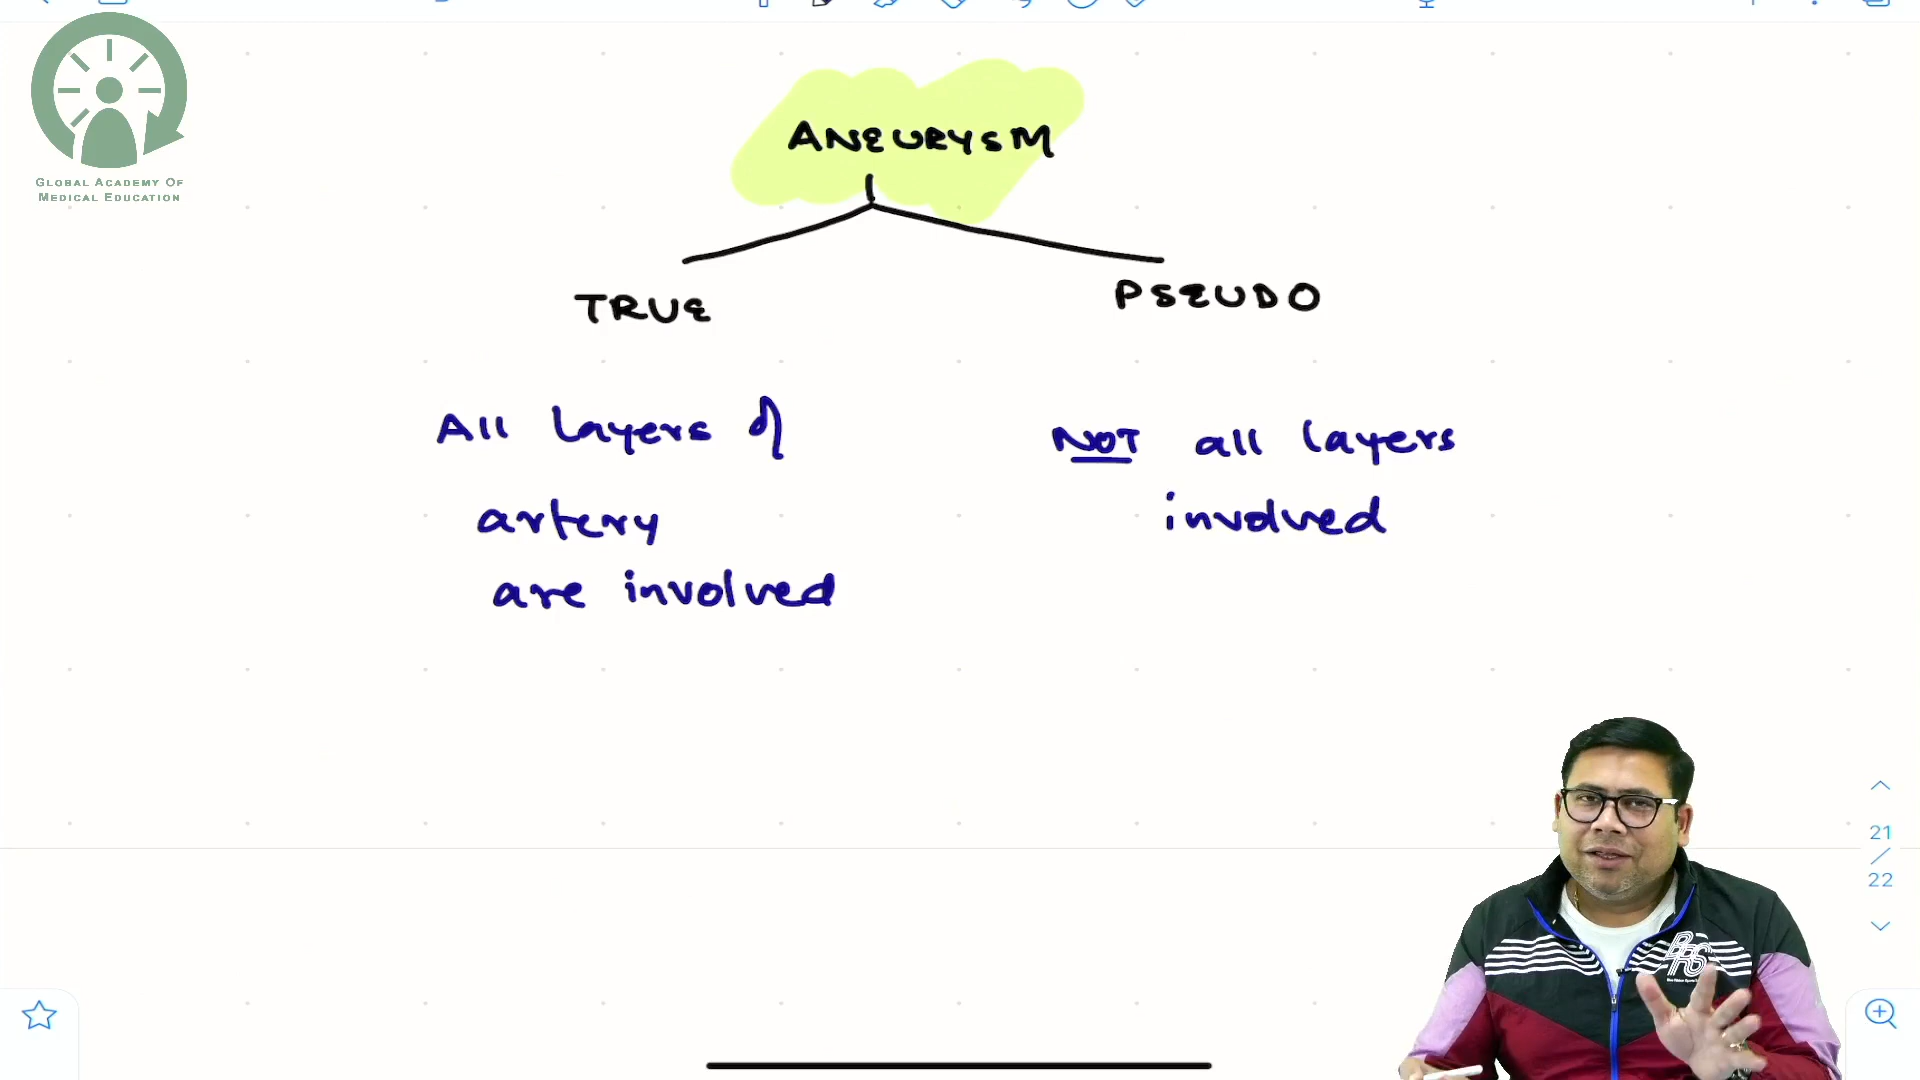 GLOBAL ACADEMY OF
MEDICAL EDUCATION
ANEURYSM
TRUE
PSEUDO
All layers of
artery
are involved
NOT all layers
involved
21
/
22